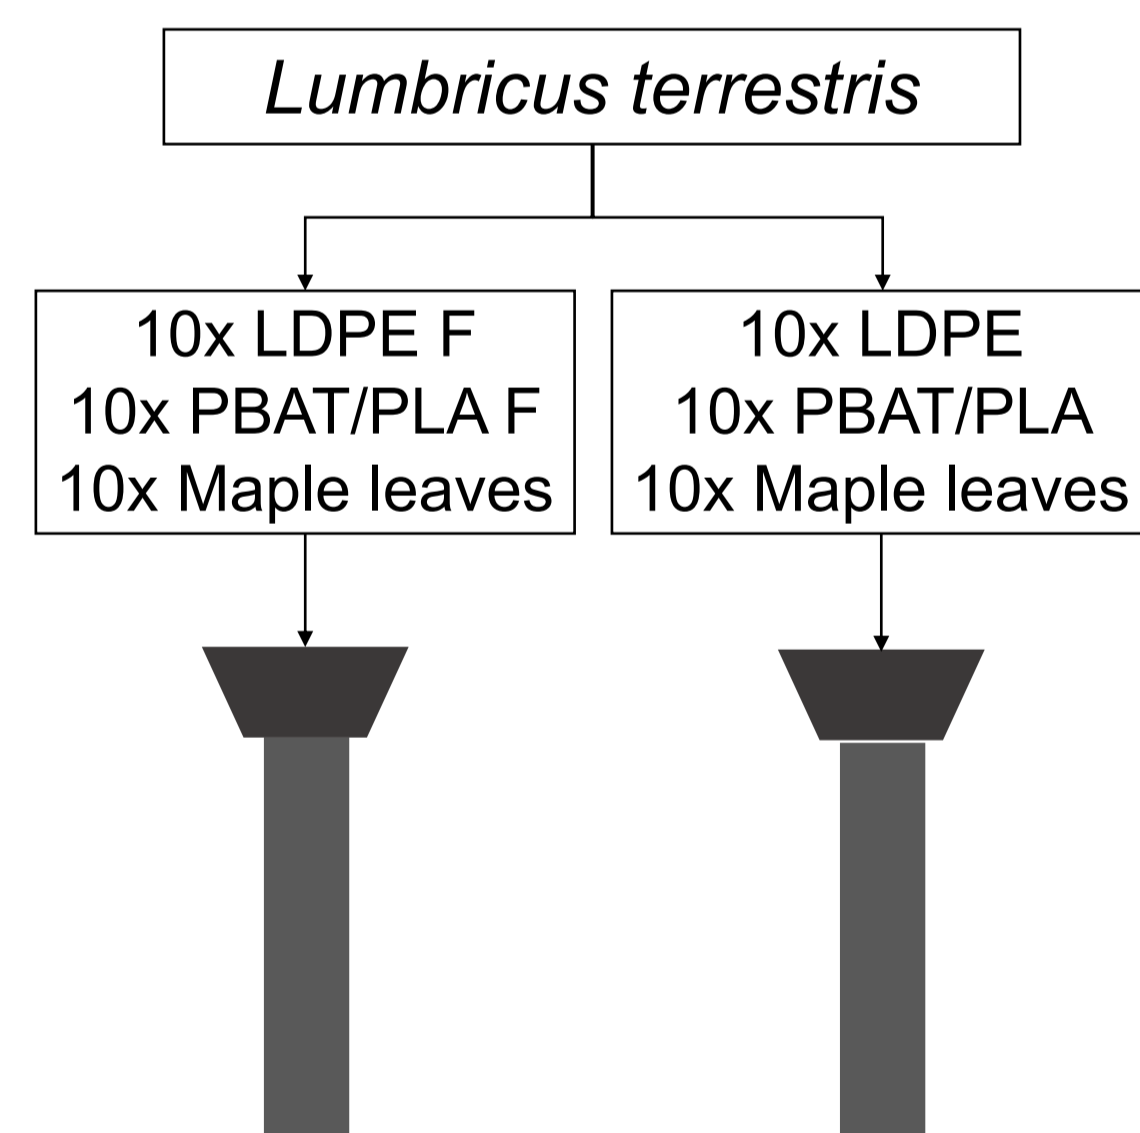 Lumbricus terrestris
10x LDPE F
10x PBAT/PLA F
10x Maple leaves
10x LDPE
10x PBAT/PLA
10x Maple leaves